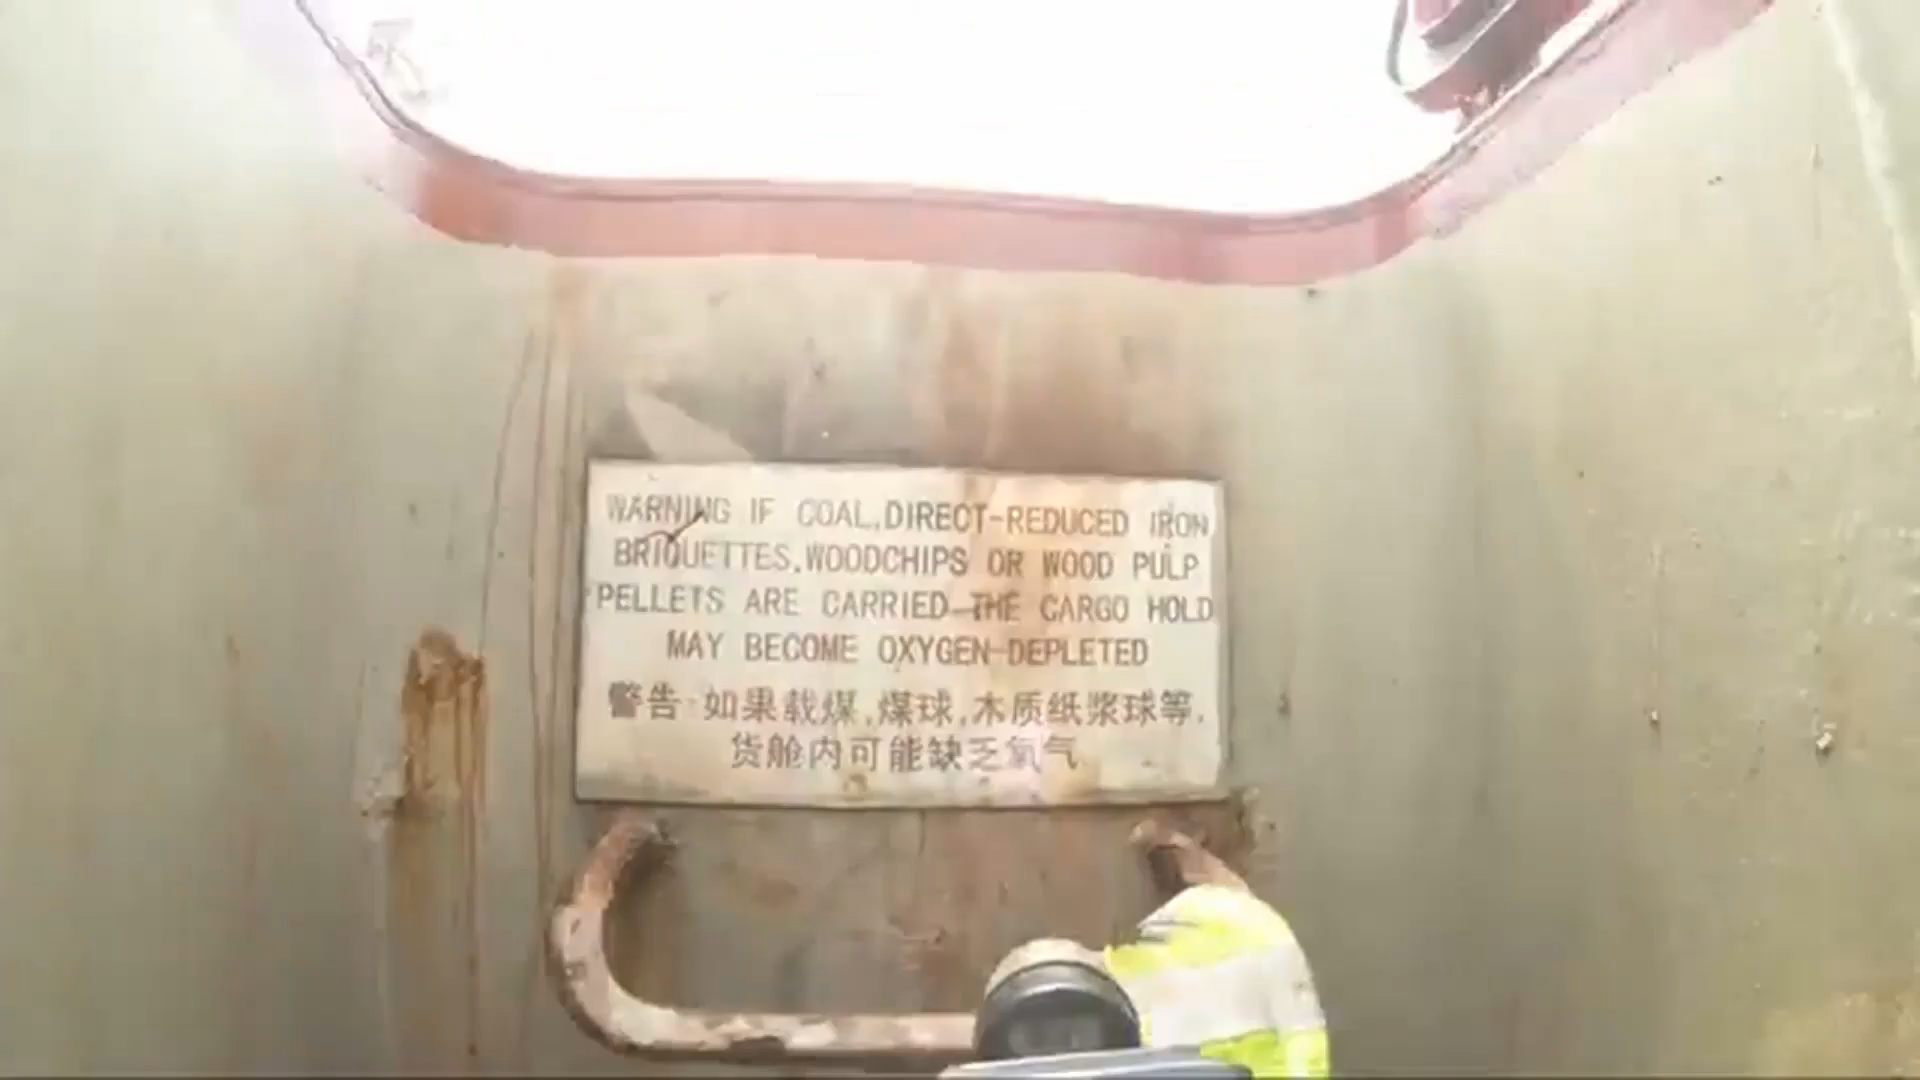 WARNING IF COAL,DIRECT-REDUCED IRON
BRIQUETTES,WOODCHIPS OR WOOD PULP
PELLETS ARE CARRIED THE CARGO HOLD
MAY BECOME OXYGEN-DEPLETED
警告:如果载煤,煤球,木质纸浆球等,
货舱内可能缺乏氧气